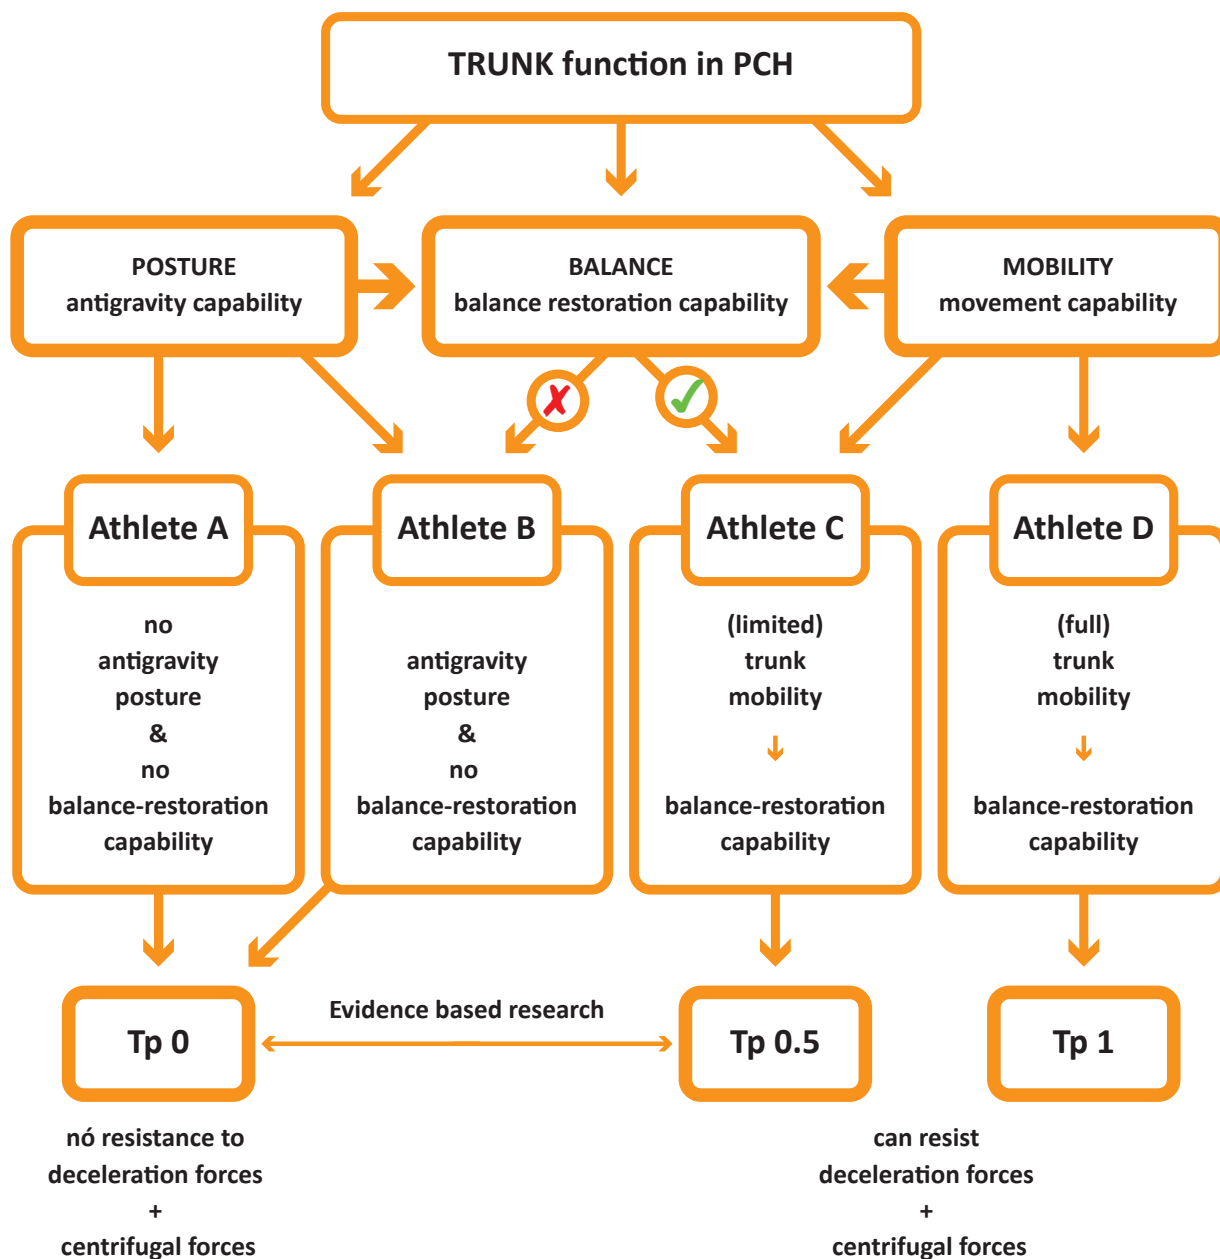 TRUNK function in PCH
POSTURE
antigravity capability
BALANCE
balance restoration capability
MOBILITY
movement capability
Athlete A
no
antigravity
posture
&
no
balance-restoration
capability
Athlete B
antigravity
posture
&
no
balance-restoration
capability
Athlete C
(limited)
trunk
mobility
balance-restoration
capability
Athlete D
(full)
trunk
mobility
balance-restoration
capability
Tp 0
Evidence based research
Tp 0.5
Tp 1
nó resistance to
deceleration forces
+
centrifugal forces
can resist
deceleration forces
+
centrifugal forces